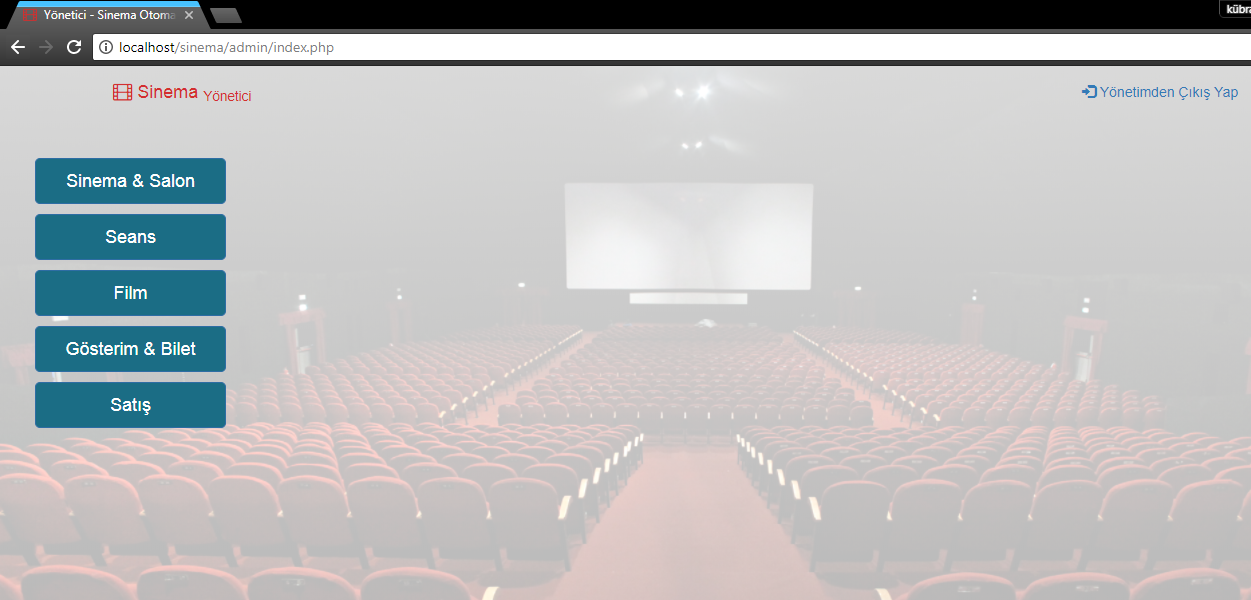 Yönetici - Sinema Otoma
kübra
localhost/sinema/admin/index.php
Sinema Yönetici
Yönetimden Çıkış Yap
Sinema & Salon
Seans
Film
Gösterim & Bilet
Satış